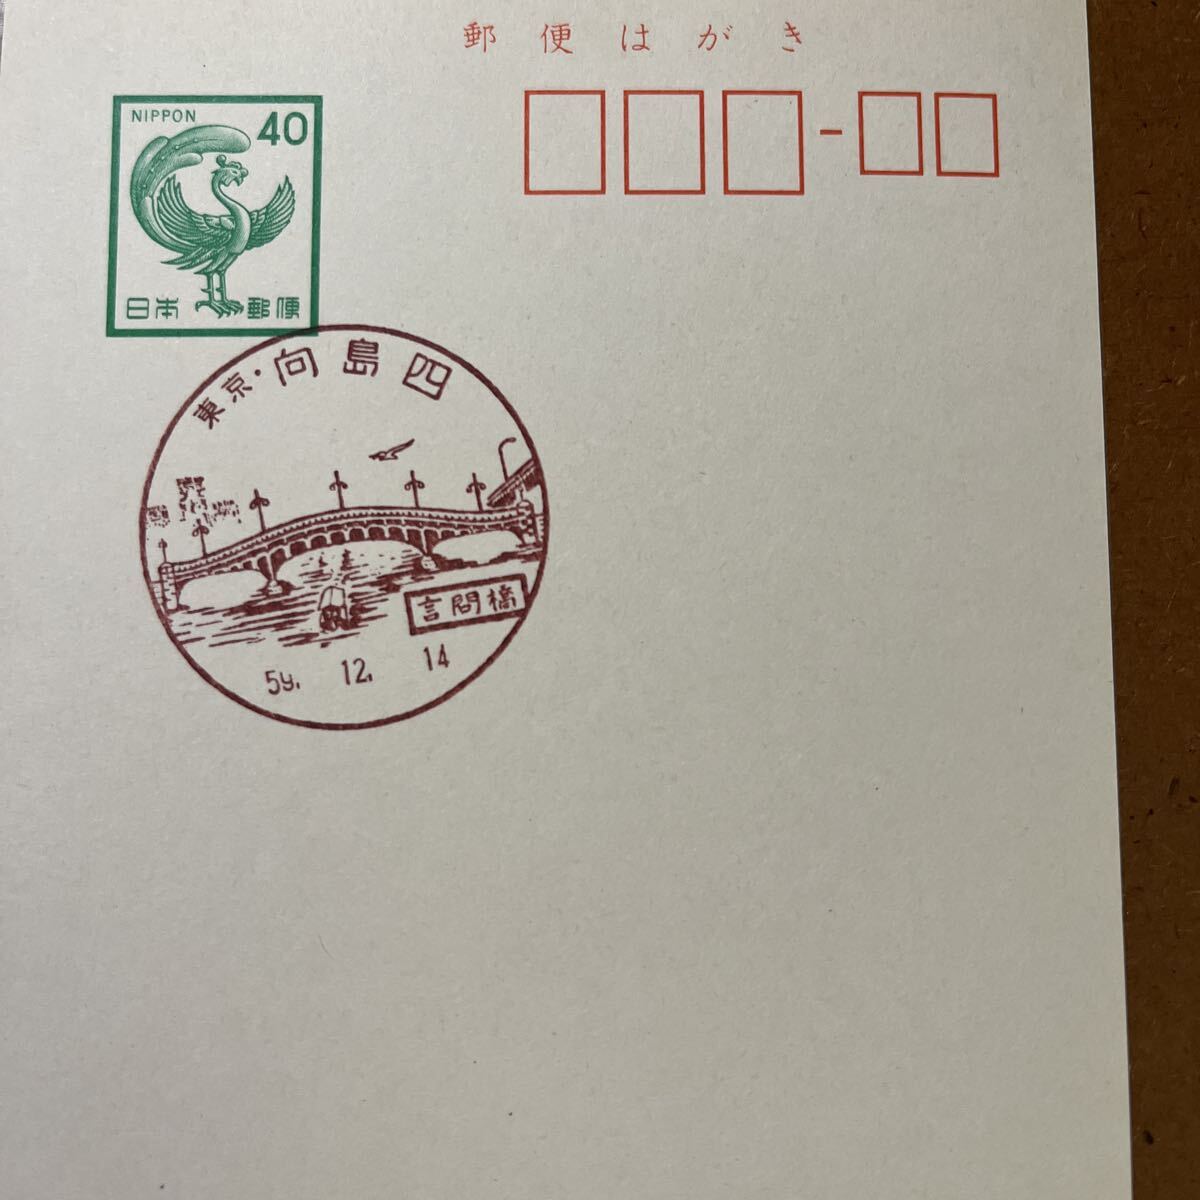 郵便はがき
NIPPON 40
日本郵便
東京・向島四
言問橋
59. 12. 14